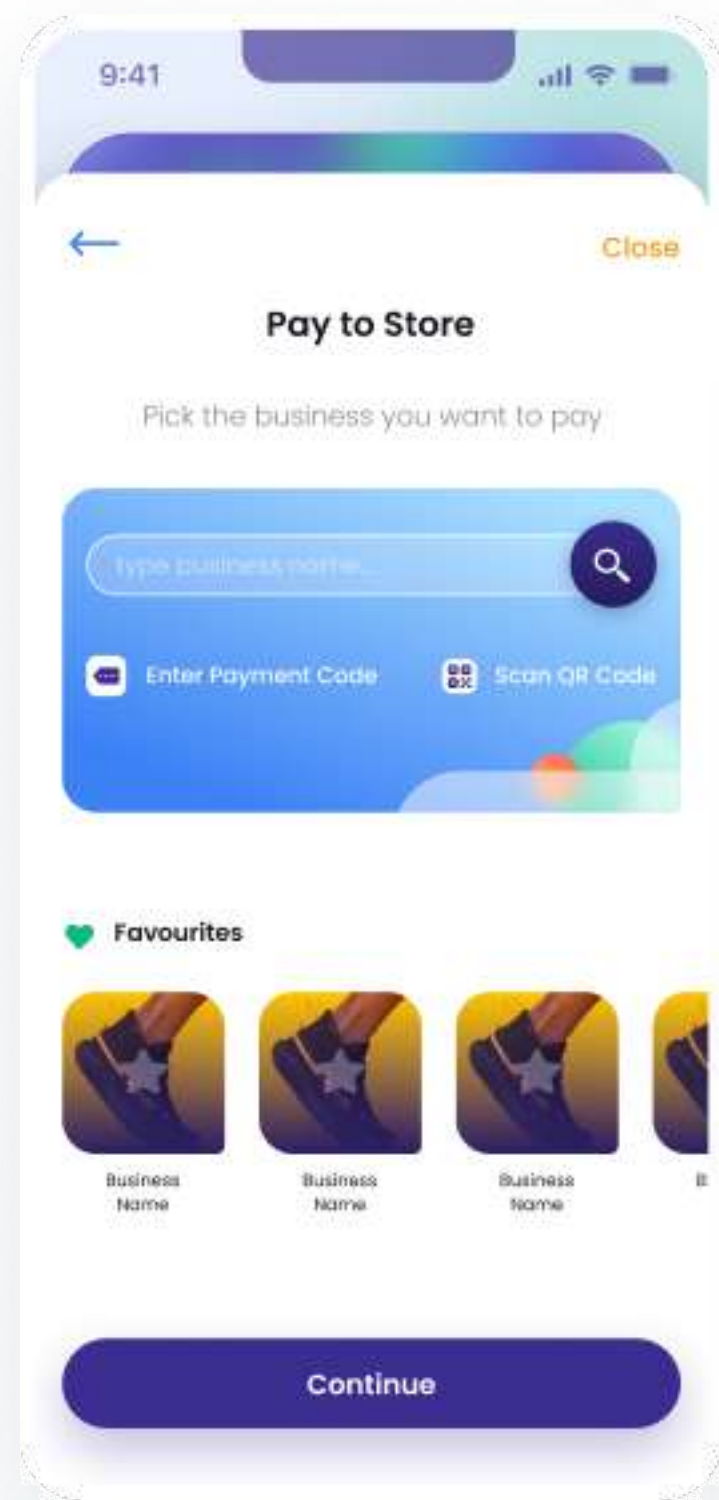 9:41
Close
Pay to Store
Pick the business you want to pay
Type business name...
Enter Payment Code
Scan QR Code
Favourites
Business
Name
Business
Name
Business
Name
B
Continue